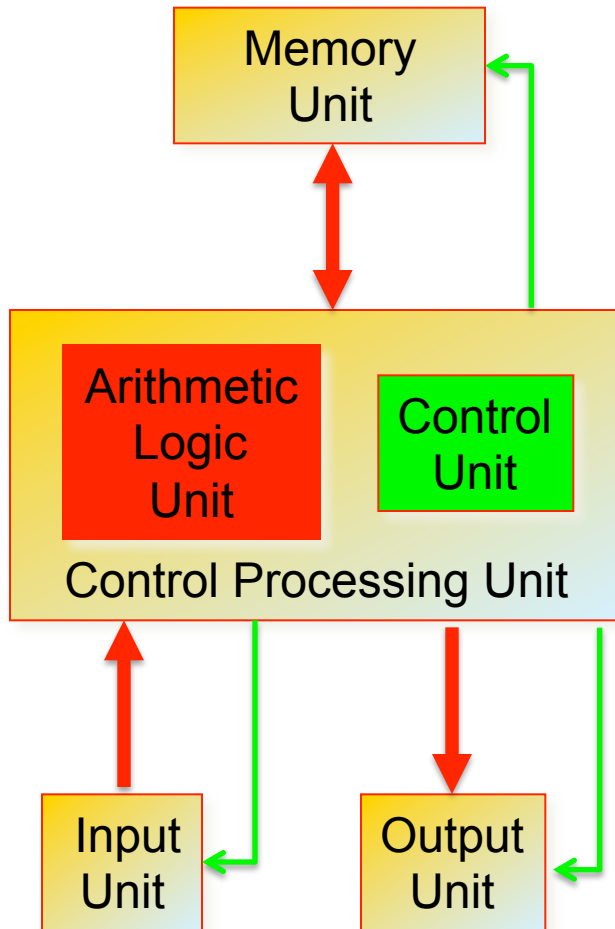 Memory
Unit
Arithmetic
Logic
Unit
Control
Unit
Control Processing Unit
Input
Unit
Output
Unit